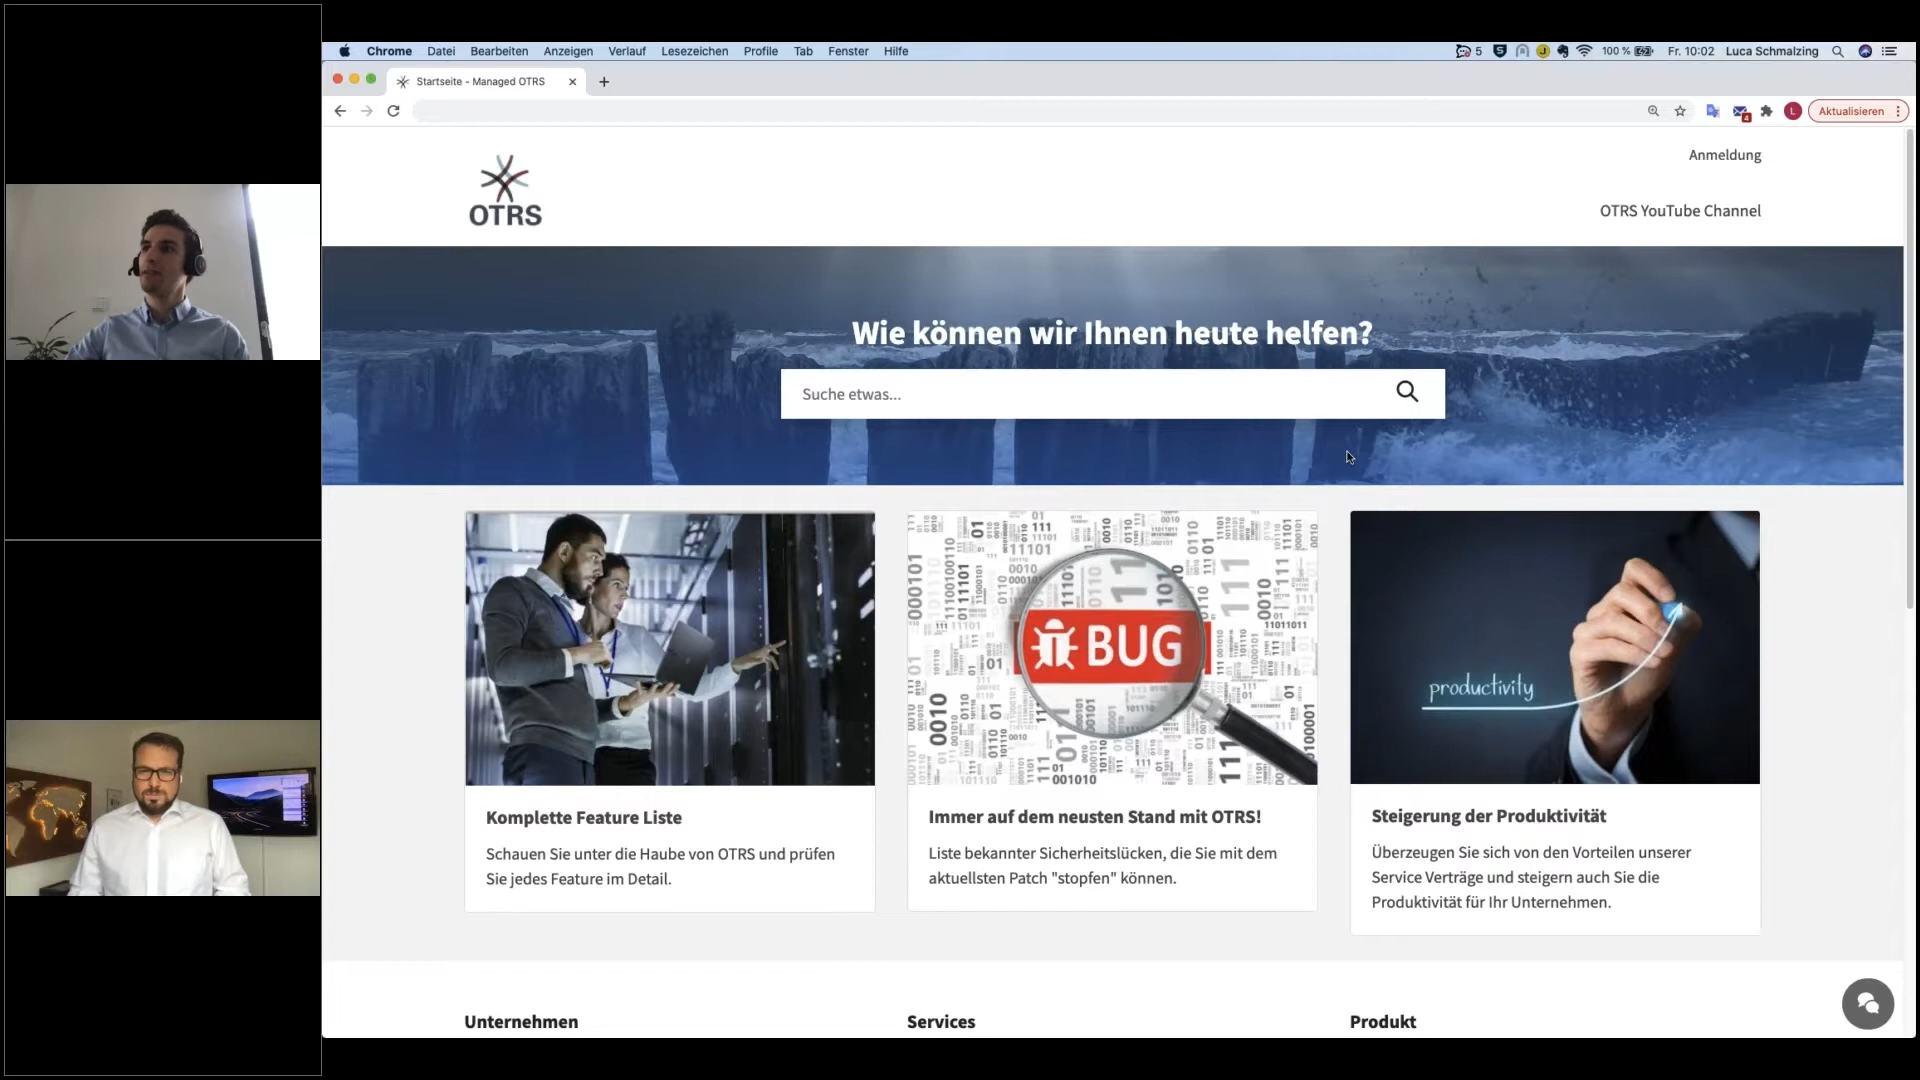 Chrome Datei Bearbeiten Anzeigen Verlauf Lesezeichen Profile Tab Fenster Hilfe
5 100 % Fr. 10:02 Luca Schmalzing
Startseite - Managed OTRS
L Aktualisieren
4
Anmeldung
OTRS
OTRS YouTube Channel
Wie können wir Ihnen heute helfen?
Suche etwas...
BUG
productivity
Komplette Feature Liste
Schauen Sie unter die Haube von OTRS und prüfen
Sie jedes Feature im Detail.
Immer auf dem neusten Stand mit OTRS!
Liste bekannter Sicherheitslücken, die Sie mit dem
aktuellsten Patch "stopfen" können.
Steigerung der Produktivität
Überzeugen Sie sich von den Vorteilen unserer
Service Verträge und steigern auch Sie die
Produktivität für Ihr Unternehmen.
Unternehmen
Services
Produkt